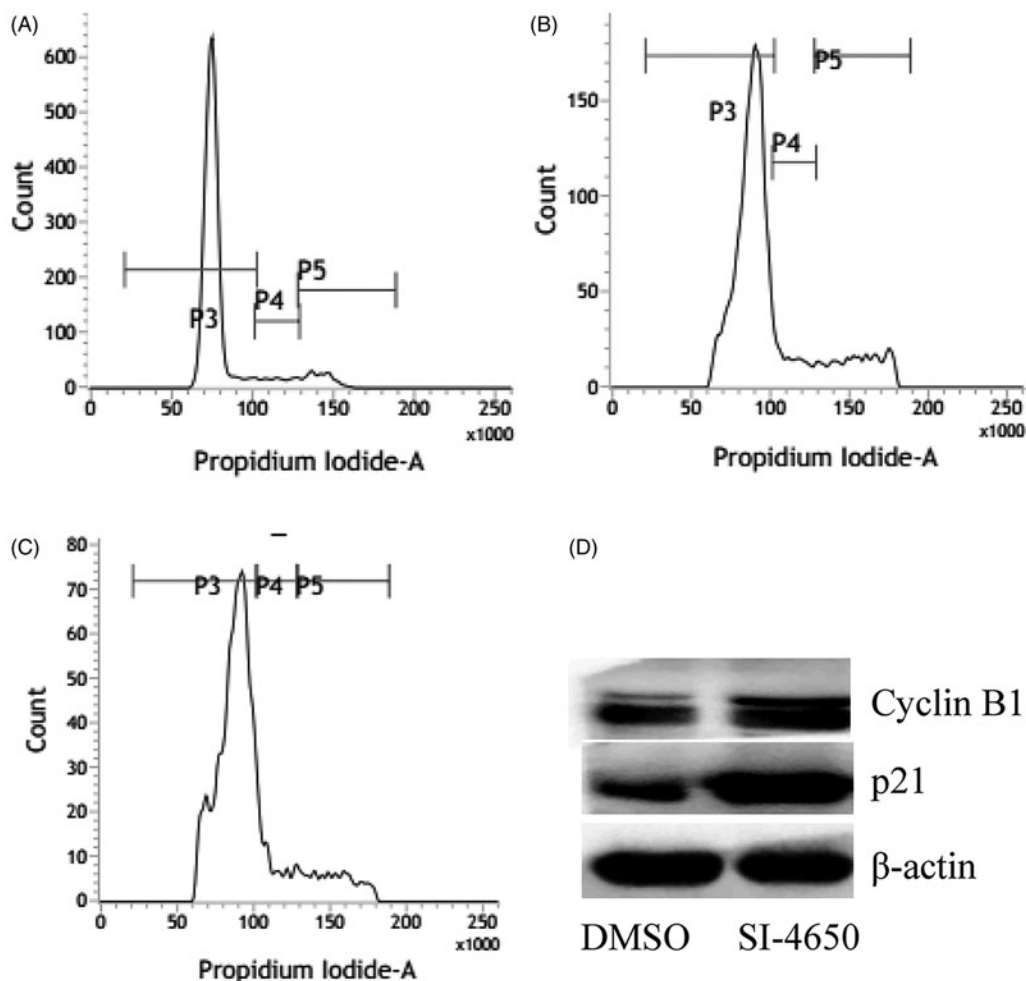 (A)
600
500
400
300
200
100
0
Count
P3
P4
P5
0 50 100 150 200 250
x1000
Propidium Iodide-A
(B)
150
100
50
0
Count
P3
P4
P5
0 50 100 150 200 250
x1000
Propidium Iodide-A
(C)
80
70
60
50
40
30
20
10
0
Count
P3 P4 P5
0 50 100 150 200 250
x1000
Propidium Iodide-A
(D)
Cyclin B1
p21
β-actin
DMSO SI-4650